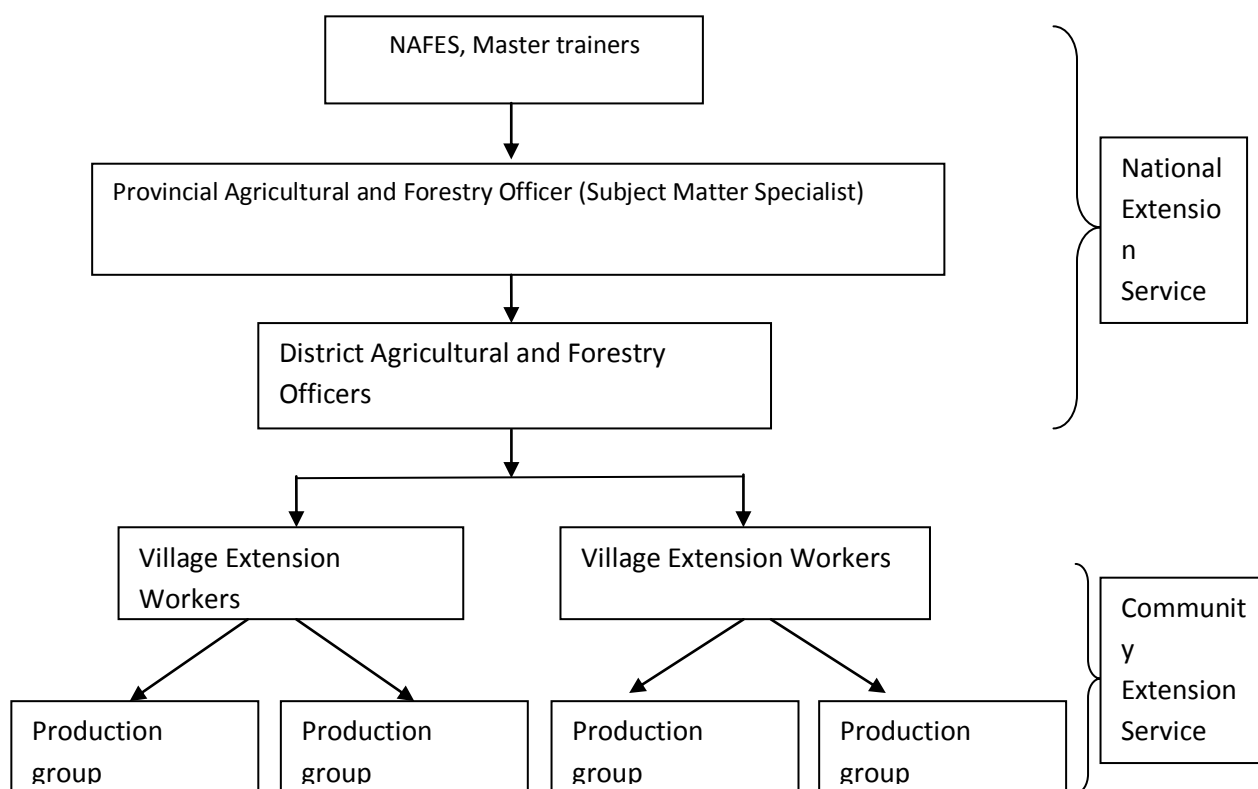 NAFES, Master trainers
Provincial Agricultural and Forestry Officer (Subject Matter Specialist)
National
Extensio
n
Service
District Agricultural and Forestry
Officers
Village Extension
Workers
Village Extension Workers
Communit
y
Extension
Service
Production
group
Production
group
Production
group
Production
group